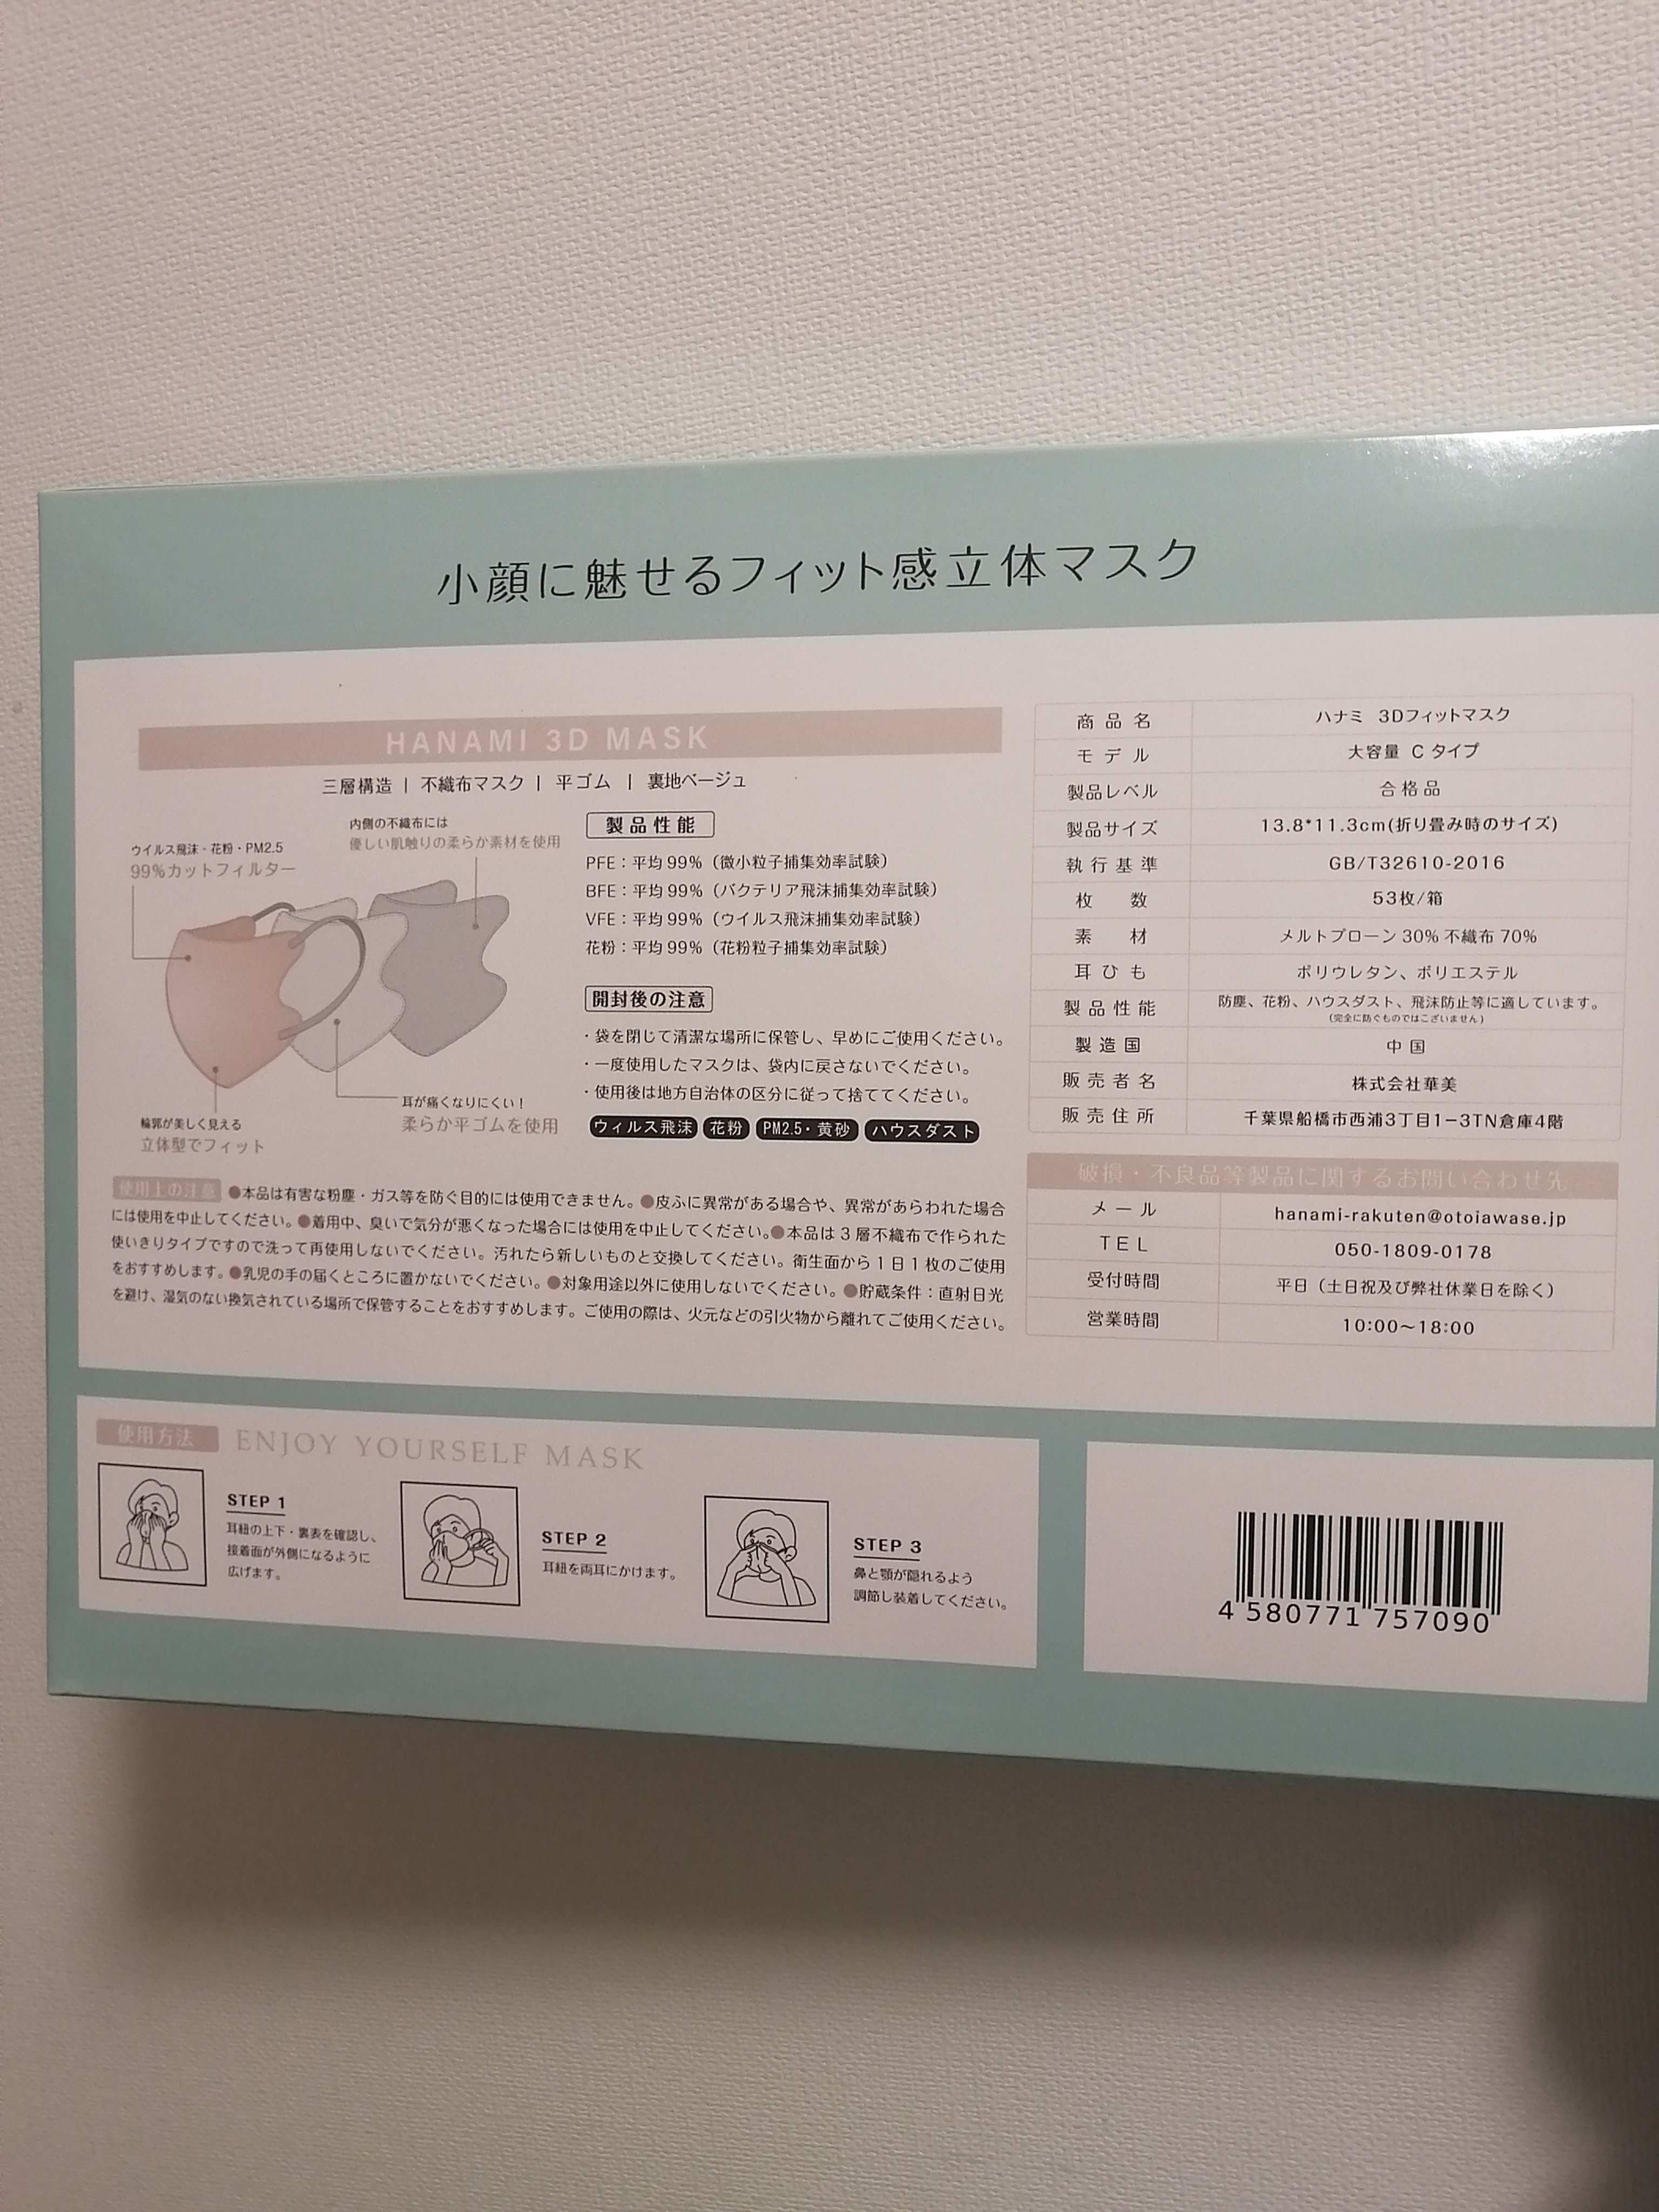 小顔に魅せるフィット感立体マスク
HANAMI 3D MASK
三層構造 | 不織布マスク | 平ゴム | 裏地ベージュ
ウイルス飛沫・花粉・PM2.5
99%カットフィルター
内側の不織布には
優しい肌触りの柔らか素材を使用
耳が痛くなりにくい！
柔らか平ゴムを使用
輪郭が美しく見える
立体型でフィット
製品性能
PFE：平均99%（微小粒子捕集効率試験）
BFE：平均99%（バクテリア飛沫捕集効率試験）
VFE：平均99%（ウイルス飛沫捕集効率試験）
花粉：平均99%（花粉粒子捕集効率試験）
開封後の注意
・袋を閉じて清潔な場所に保管し、早めにご使用ください。
・一度使用したマスクは、袋内に戻さないでください。
・使用後は地方自治体の区分に従って捨ててください。
ウィルス飛沫 花粉 PM2.5・黄砂 ハウスダスト
使用上の注意 ●本品は有害な粉塵・ガス等を防ぐ目的には使用できません。●皮ふに異常がある場合や、異常があらわれた場合
には使用を中止してください。●着用中、臭いで気分が悪くなった場合には使用を中止してください。●本品は3層不織布で作られた
使いきりタイプですので洗って再使用しないでください。汚れたら新しいものと交換してください。衛生面から1日1枚のご使用
をおすすめします。●乳児の手の届くところに置かないでください。●対象用途以外に使用しないでください。●貯蔵条件：直射日光
を避け、湿気のない換気されている場所で保管することをおすすめします。ご使用の際は、火元などの引火物から離れてご使用ください。
商品名 ハナミ 3Dフィットマスク
モデル 大容量 C タイプ
製品レベル 合格品
製品サイズ 13.8*11.3cm(折り畳み時のサイズ)
執行基準 GB/T32610-2016
枚数 53枚/箱
素材 メルトブローン30% 不織布70%
耳ひも ポリウレタン、ポリエステル
製品性能 防塵、花粉、ハウスダスト、飛沫防止等に適しています。
(完全に防ぐものではございません)
製造国 中国
販売者名 株式会社華美
販売住所 千葉県船橋市西浦3丁目1−3TN倉庫4階
破損・不良品等製品に関するお問い合わせ先
メール hanami-rakuten@otoiawase.jp
TEL 050-1809-0178
受付時間 平日（土日祝及び弊社休業日を除く）
営業時間 10:00〜18:00
使用方法 ENJOY YOURSELF MASK
STEP 1
耳紐の上下・裏表を確認し、
接着面が外側になるように
広げます。
STEP 2
耳紐を両耳にかけます。
STEP 3
鼻と顎が隠れるよう
調節し装着してください。
4 580771 757090